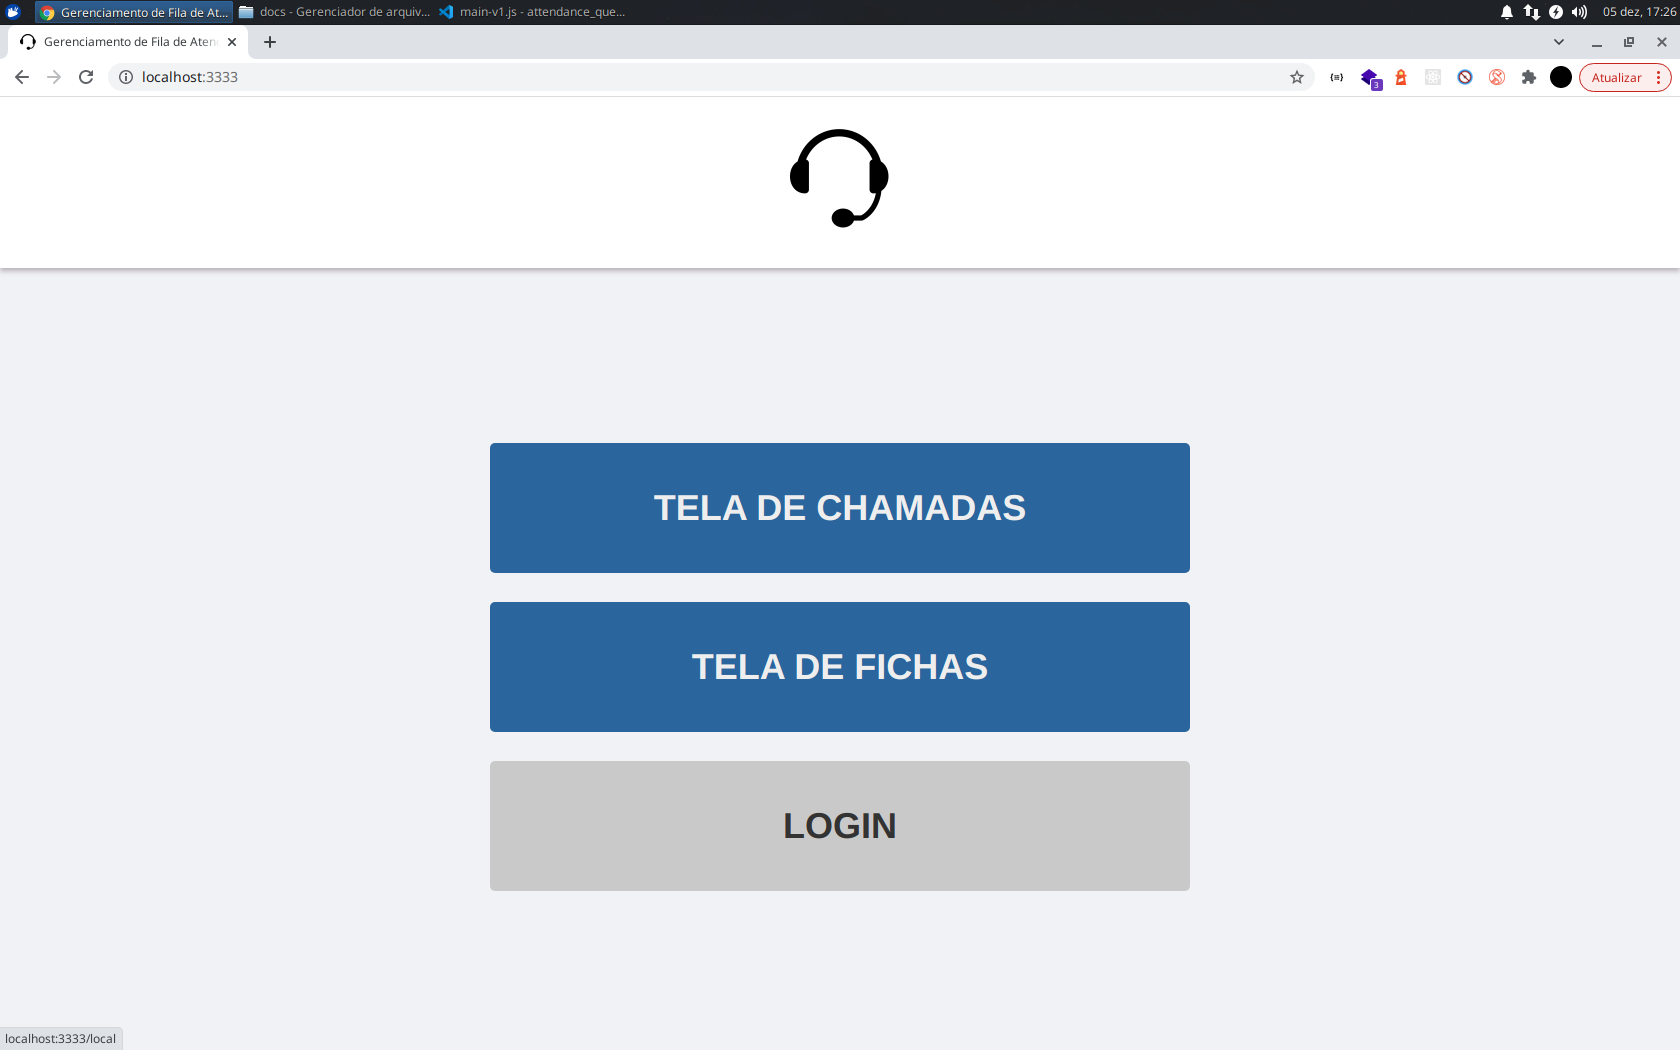 Gerenciamento de Fila de At...
docs - Gerenciador de arquiv...
main-v1.js - attendance_que...
05 dez, 17:26
Gerenciamento de Fila de Aten
localhost:3333
3
Atualizar
TELA DE CHAMADAS
TELA DE FICHAS
LOGIN
localhost:3333/local